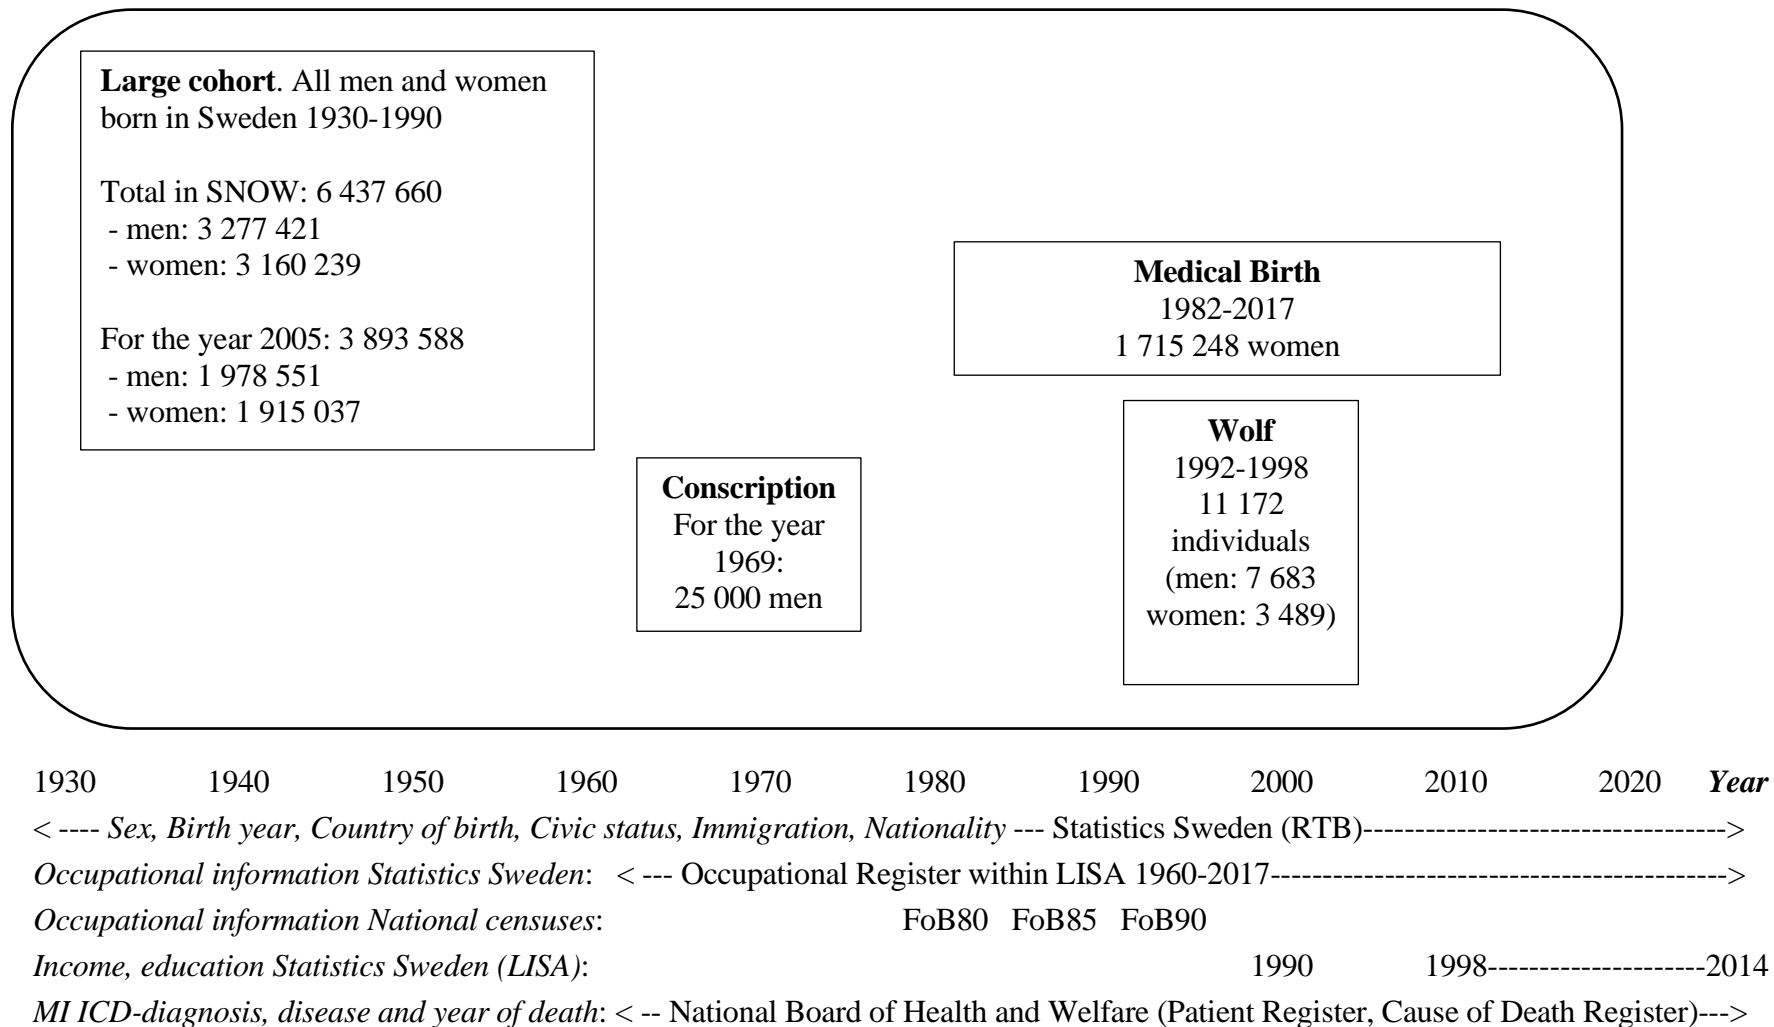 Large cohort. All men and women
born in Sweden 1930-1990
Total in SNOW: 6 437 660
- men: 3 277 421
- women: 3 160 239
For the year 2005: 3 893 588
- men: 1 978 551
- women: 1 915 037
Medical Birth
1982-2017
1 715 248 women
Conscription
For the year
1969:
25 000 men
Wolf
1992-1998
11 172
individuals
(men: 7 683
women: 3 489)
1930 1940 1950 1960 1970 1980 1990 2000 2010 2020 Year
< ---- Sex, Birth year, Country of birth, Civic status, Immigration, Nationality --- Statistics Sweden (RTB)----------------------------------->
Occupational information Statistics Sweden: < --- Occupational Register within LISA 1960-2017-------------------------------------------->
Occupational information National censuses: FoB80 FoB85 FoB90
Income, education Statistics Sweden (LISA): 1990 1998---------------------2014
MI ICD-diagnosis, disease and year of death: < -- National Board of Health and Welfare (Patient Register, Cause of Death Register)--->